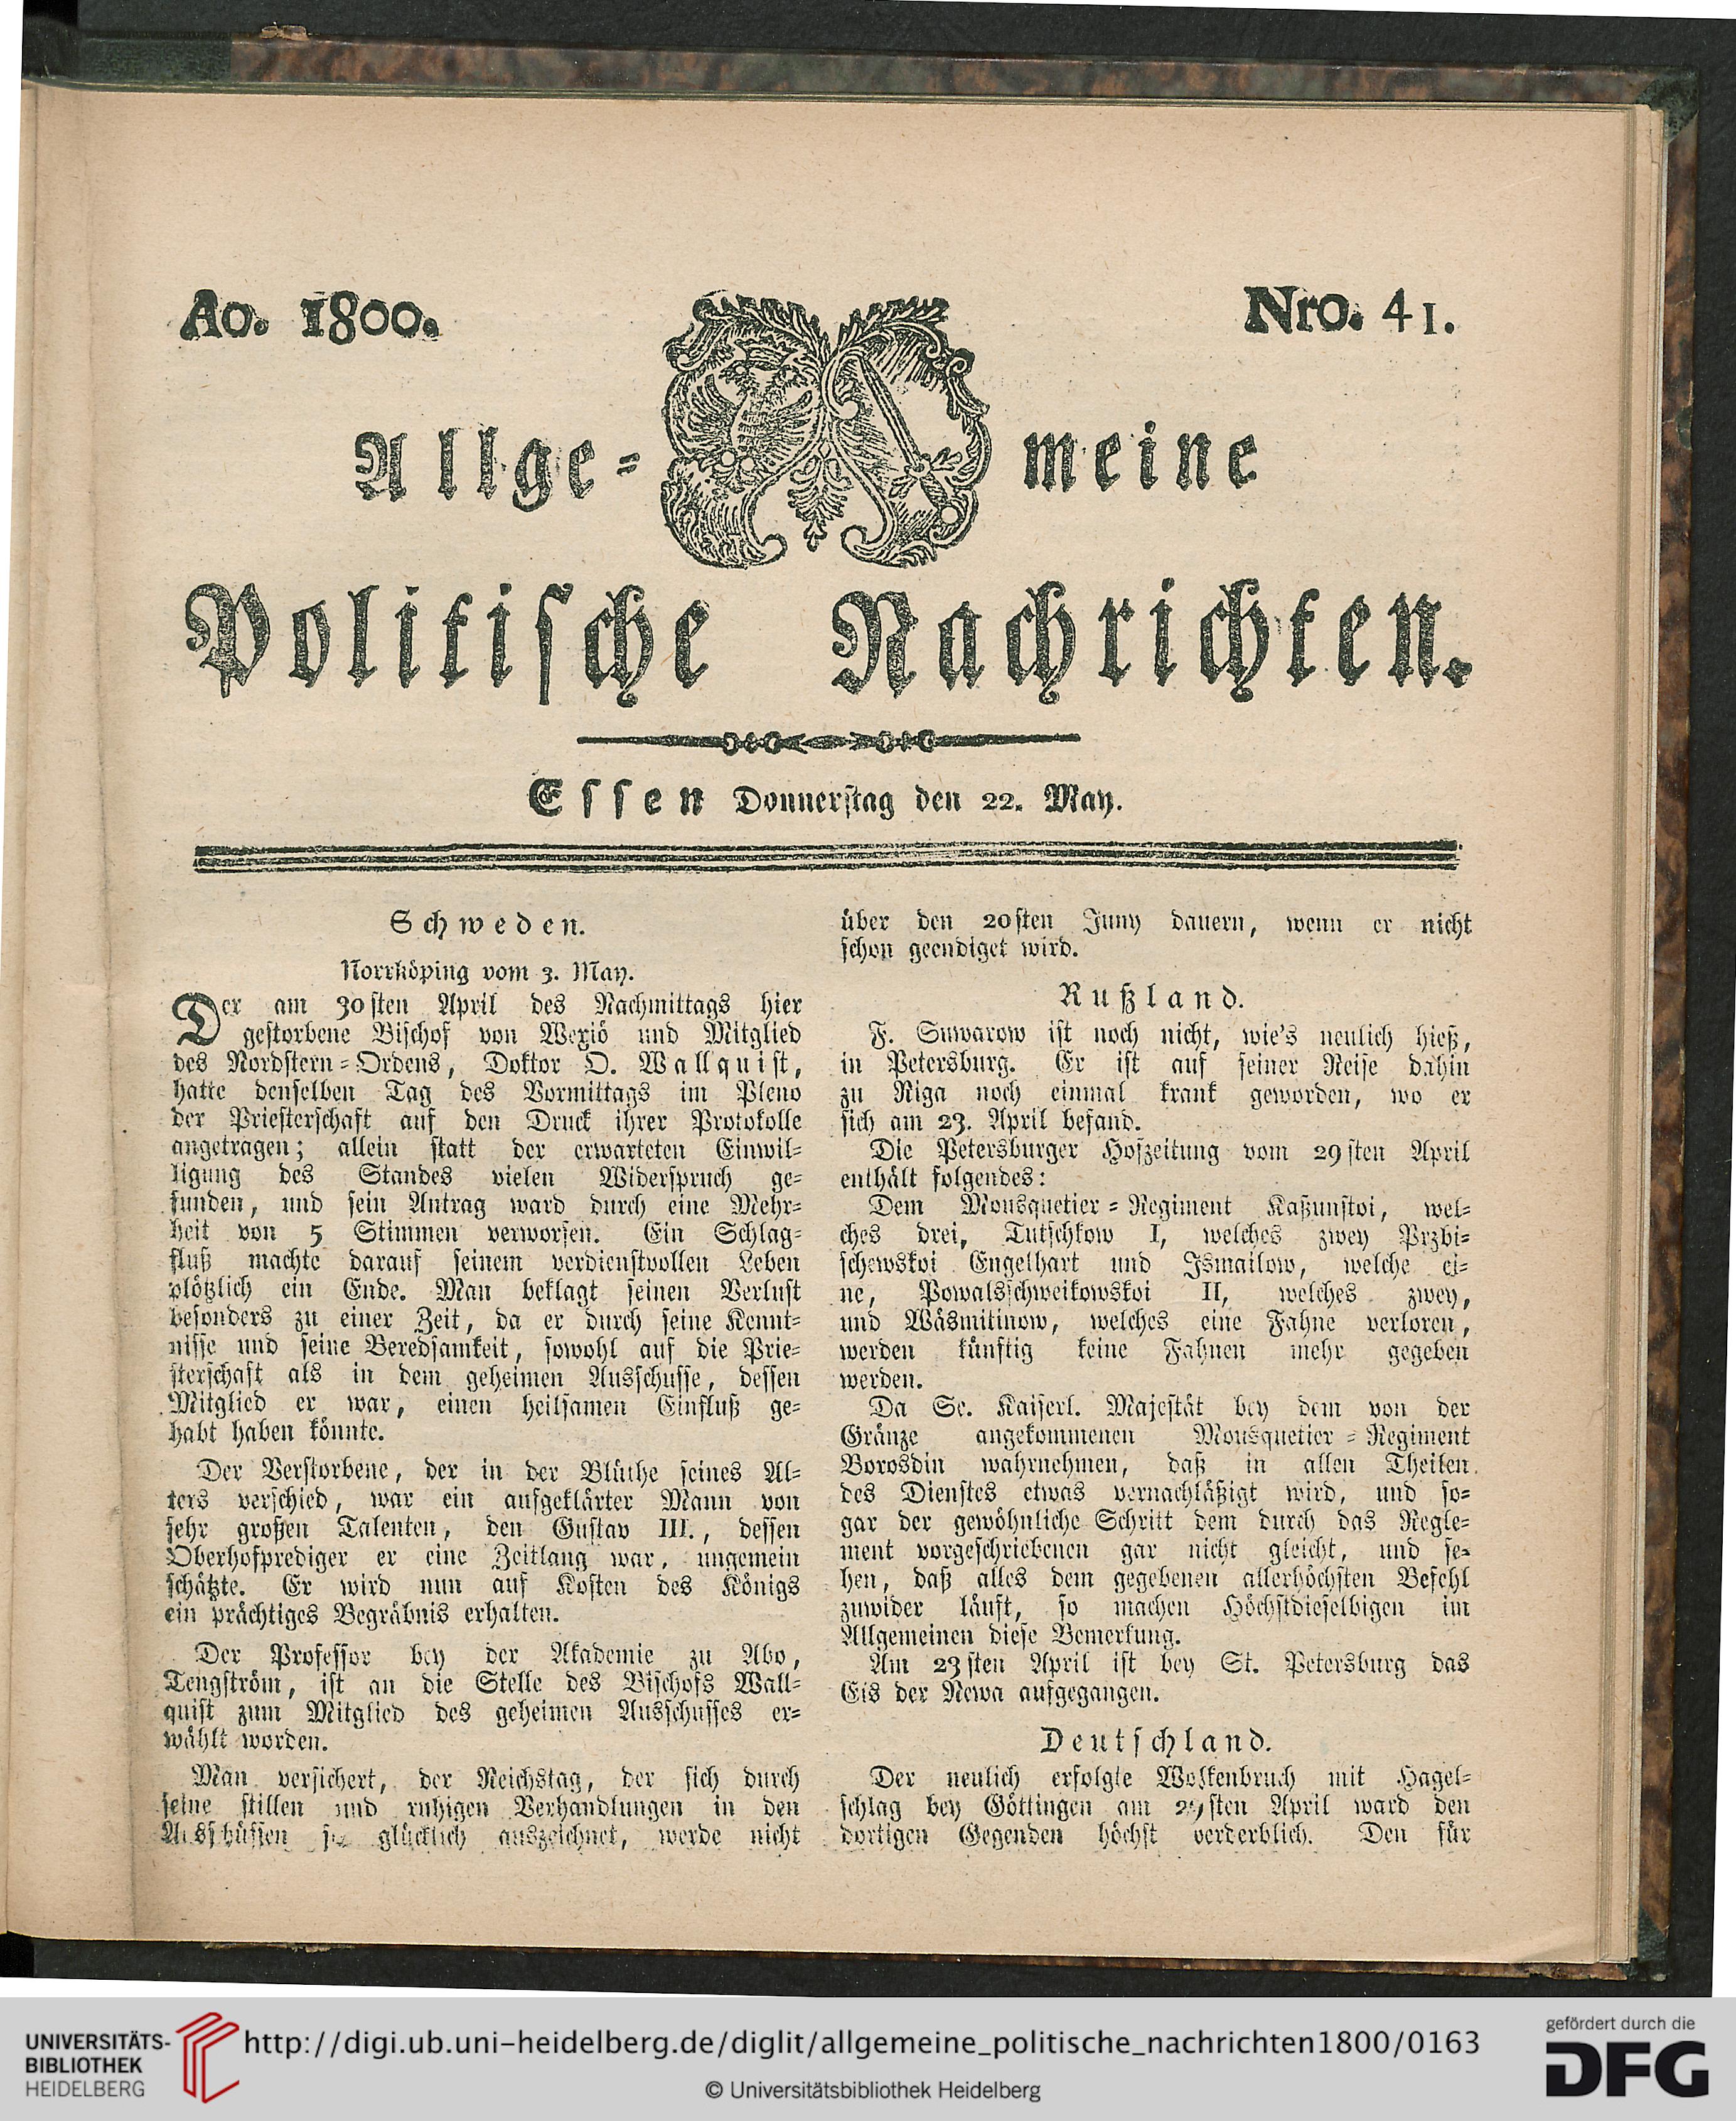 Ao. 1800.
Nro. 41.
Allge-
meine
Politische Nachrichten.
Essen Donnerstag den 22. May.
Schweden.
Norrköping vom 3. May.
Der am 30sten April des Nachmittags hier
gestorbene Bischof von Wexiö und Mitglied
des Nordstern-Ordens, Doktor O. Wallquist,
hatte denselben Tag des Vormittags im Pleno
der Priesterschaft auf den Druck ihrer Protokolle
angetragen; allein statt der erwarteten Einwil-
ligung des Standes vielen Widerspruch ge-
funden, und sein Antrag ward durch eine Mehr-
heit von 5 Stimmen verworfen. Ein Schlag-
fluß machte darauf seinem verdienstvollen Leben
plötzlich ein Ende. Man beklagt seinen Verlust
besonders zu einer Zeit, da er durch seine Kennt-
nisse und seine Beredsamkeit, sowohl auf die Prie-
sterschaft als in dem geheimen Ausschusse, dessen
Mitglied er war, einen heilsamen Einfluß ge-
habt haben könnte.
Der Verstorbene, der in der Blüthe seines Al-
ters verschied, war ein aufgeklärter Mann von
sehr großen Talenten, den Gustav III., dessen
Oberhofprediger er eine Zeitlang war, ungemein
schätzte. Er wird nun auf Kosten des Königs
ein prächtiges Begräbnis erhalten.
Der Professor bey der Akademie zu Abo,
Tengström, ist an die Stelle des Bischofs Wall-
quist zum Mitglied des geheimen Ausschusses er-
wählt worden.
Man versichert, der Reichstag, der sich durch
seine stillen und ruhigen Verhandlungen in den
Ausschüssen so glücklich auszeichnet, werde nicht
über den 20sten Juny dauern, wenn er nicht
schon geendiget wird.
Rußland.
F. Suwarow ist noch nicht, wie's neulich hieß,
in Petersburg. Er ist auf seiner Reise dahin
zu Riga noch einmal krank geworden, wo er
sich am 23. April befand.
Die Petersburger Hofzeitung vom 29sten April
enthält folgendes:
Dem Mousquetier-Regiment Kaßunstoi, wel-
ches drei, Tutschkow I, welches zwey Przbi-
schewskoi Engelhart und Ismailow, welche ei-
ne, Powalsschweikowskoi II, welches zwey,
und Wäsmitinow, welches eine Fahne verloren,
werden künftig keine Fahnen mehr gegeben
werden.
Da Se. Kaiserl. Majestät bey dem von der
Gränze angekommenen Mousquetier-Regiment
Borosdin wahrnehmen, daß in allen Theilen
des Dienstes etwas vernachläßigt wird, und so-
gar der gewöhnliche Schritt dem durch das Regle-
ment vorgeschriebenen gar nicht gleicht, und se-
hen, daß alles dem gegebenen allerhöchsten Befehl
zuwider läuft, so machen Höchstdieselbigen im
Allgemeinen diese Bemerkung.
Am 23sten April ist bey St. Petersburg das
Eis der Newa aufgegangen.
Deutschland.
Der neulich erfolgte Wolkenbruch mit Hagel-
schlag bey Göttingen am April ward den
dortigen Gegenden höchst verderblich. Den für
UNIVERSITÄTS-
BIBLIOTHEK
HEIDELBERG
http://digi.ub.uni-heidelberg.de/diglit/allgemeine_politische_nachrichten1800/0163
© Universitätsbibliothek Heidelberg
gefördert durch die
DFG